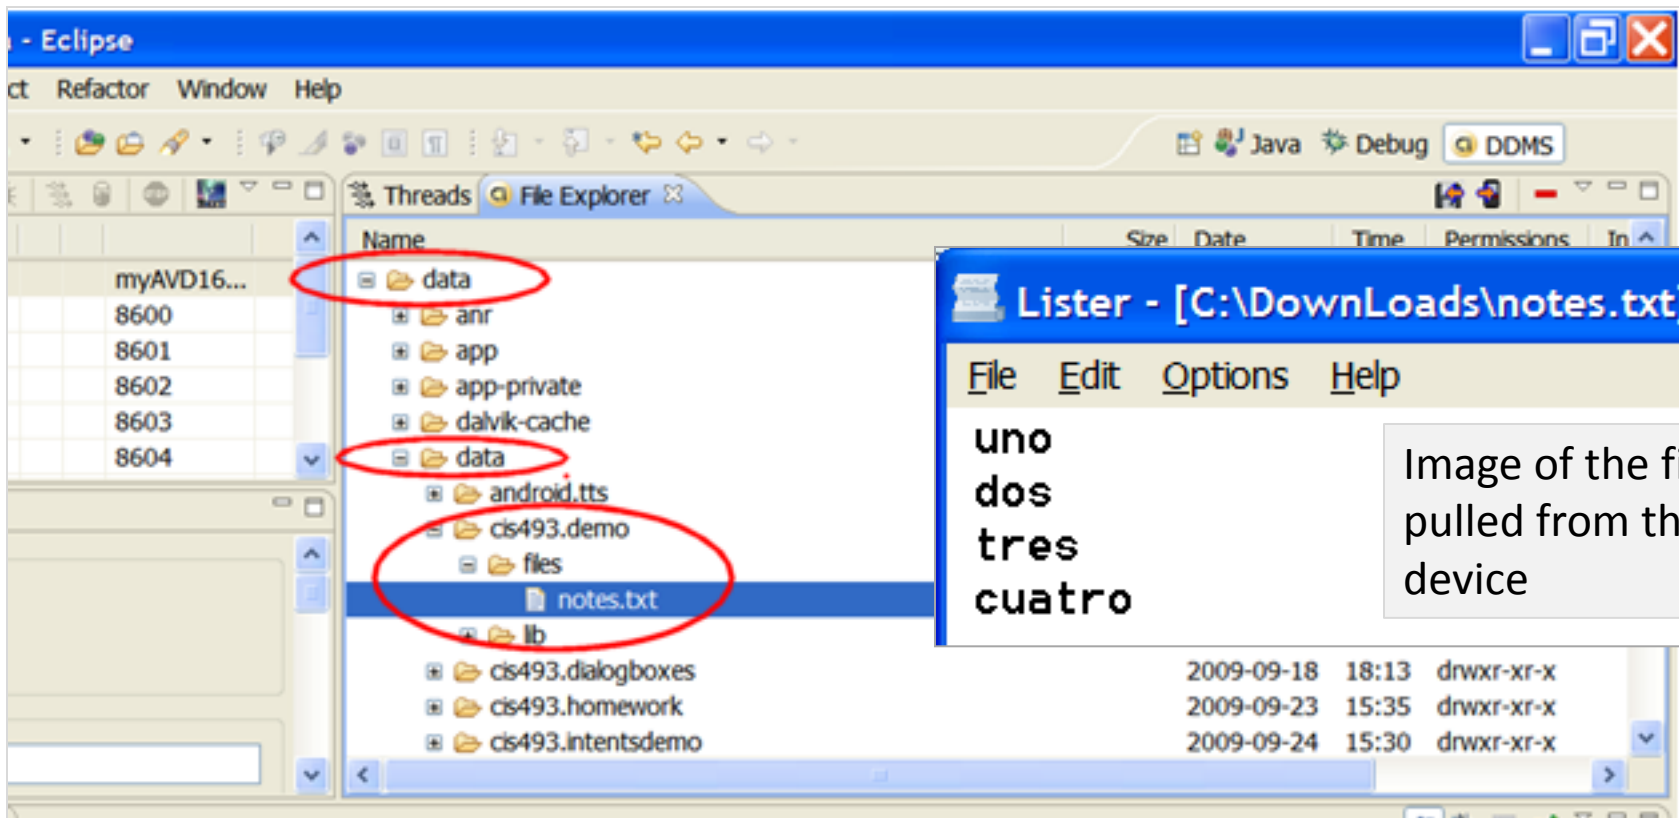 - Eclipse
ct Refactor Window Help
Java Debug DDMS
Threads File Explorer
Name Size Date Time Permissions In
myAVD16... data
8600 anr
8601 app
8602 app-private
8603 dalvik-cache
8604 data
android.tts
cis493.demo
files
notes.txt
lib
cis493.dialogboxes 2009-09-18 18:13 drwxr-xr-x
cis493.homework 2009-09-23 15:35 drwxr-xr-x
cis493.intentsdemo 2009-09-24 15:30 drwxr-xr-x
Lister - [C:\DownLoads\notes.txt]
File Edit Options Help
uno
dos
tres
cuatro
Image of the fi
pulled from th
device